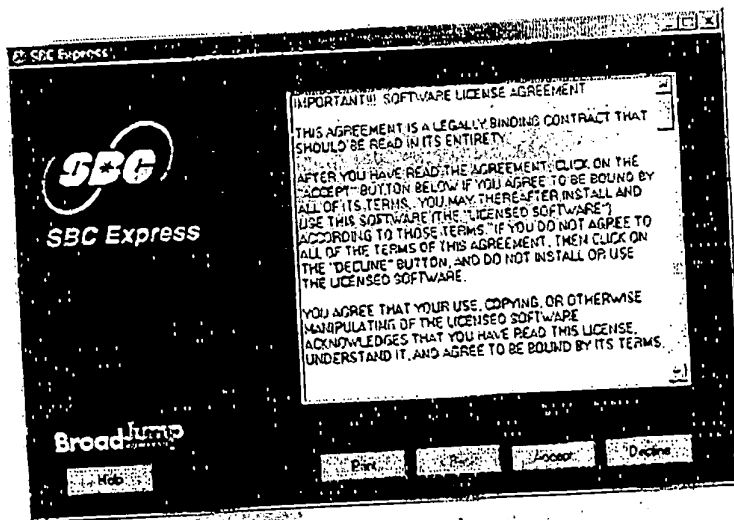 SBC Express
SBC
SBC Express
IMPORTANT!!! SOFTWARE LICENSE AGREEMENT
THIS AGREEMENT IS A LEGALLY BINDING CONTRACT THAT
SHOULD BE READ IN ITS ENTIRETY.
AFTER YOU HAVE READ THE AGREEMENT, CLICK ON THE
"ACCEPT" BUTTON BELOW IF YOU AGREE TO BE BOUND BY
ALL OF ITS TERMS. YOU MAY THEREAFTER INSTALL AND
USE THIS SOFTWARE (THE "LICENSED SOFTWARE")
ACCORDING TO THOSE TERMS. IF YOU DO NOT AGREE TO
ALL OF THE TERMS OF THIS AGREEMENT, THEN CLICK ON
THE "DECLINE" BUTTON, AND DO NOT INSTALL OR USE
THE LICENSED SOFTWARE.
YOU AGREE THAT YOUR USE, COPYING, OR OTHERWISE
MANIPULATING OF THE LICENSED SOFTWARE
ACKNOWLEDGES THAT YOU HAVE READ THIS LICENSE,
UNDERSTAND IT, AND AGREE TO BE BOUND BY ITS TERMS.
BroadJump
Help
Print
Accept
Decline